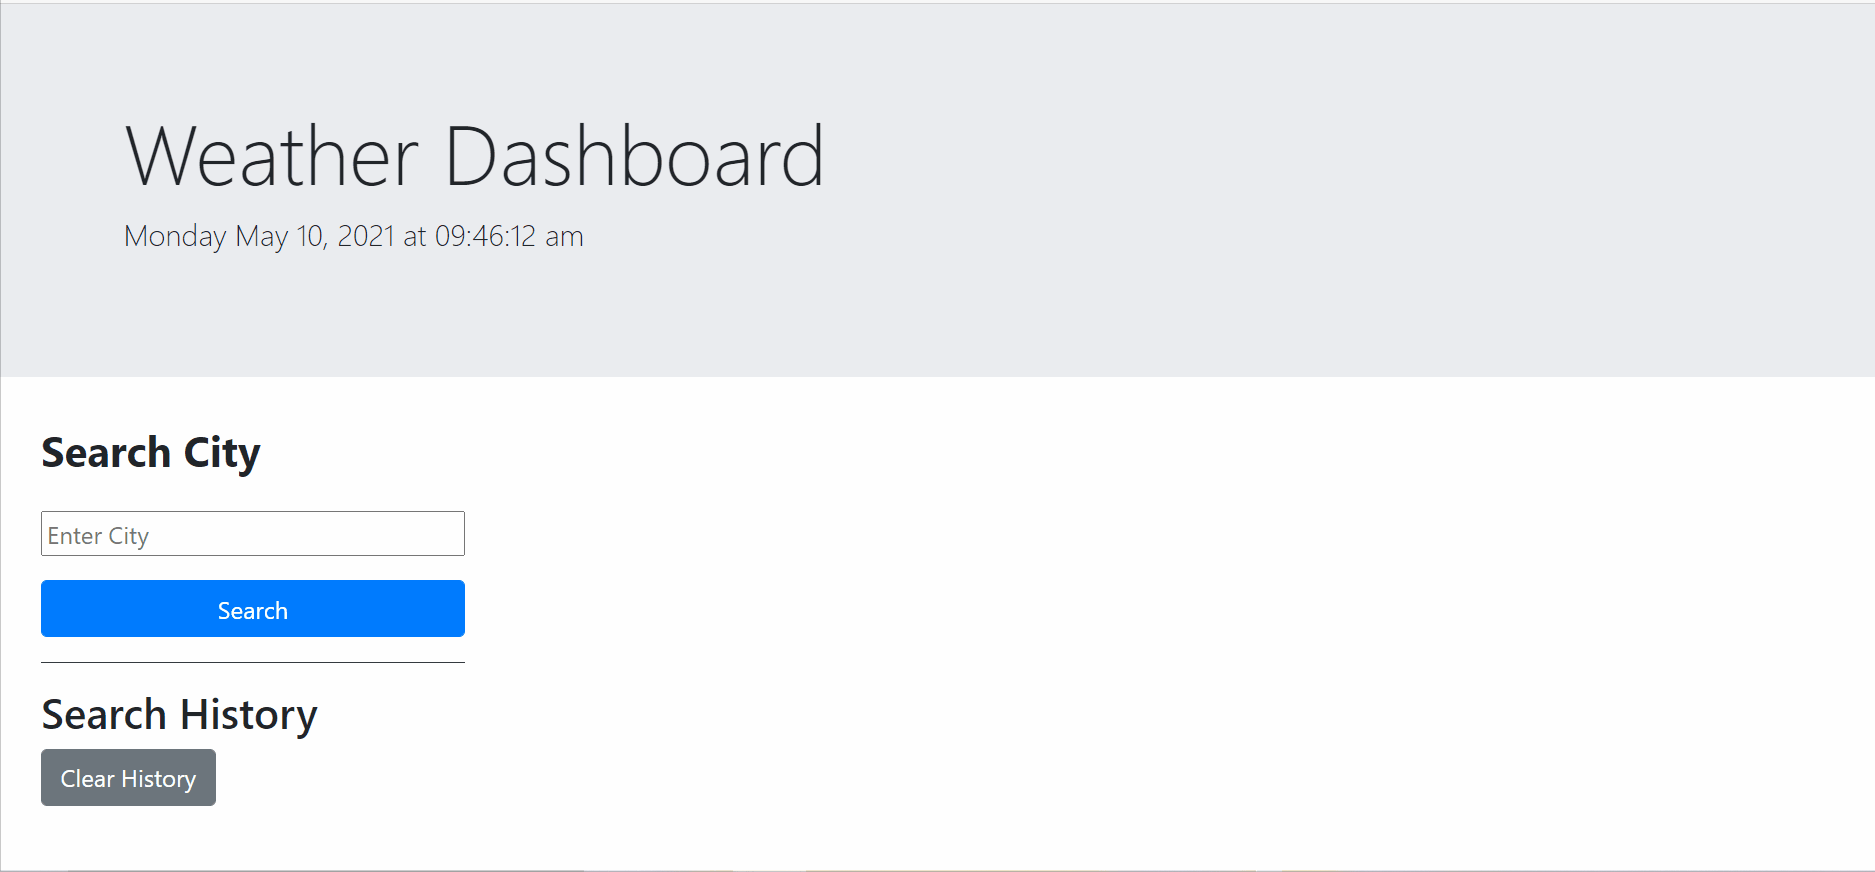 Weather Dashboard
Monday May 10, 2021 at 09:46:12 am
Search City
Enter City
Search
Search History
Clear History